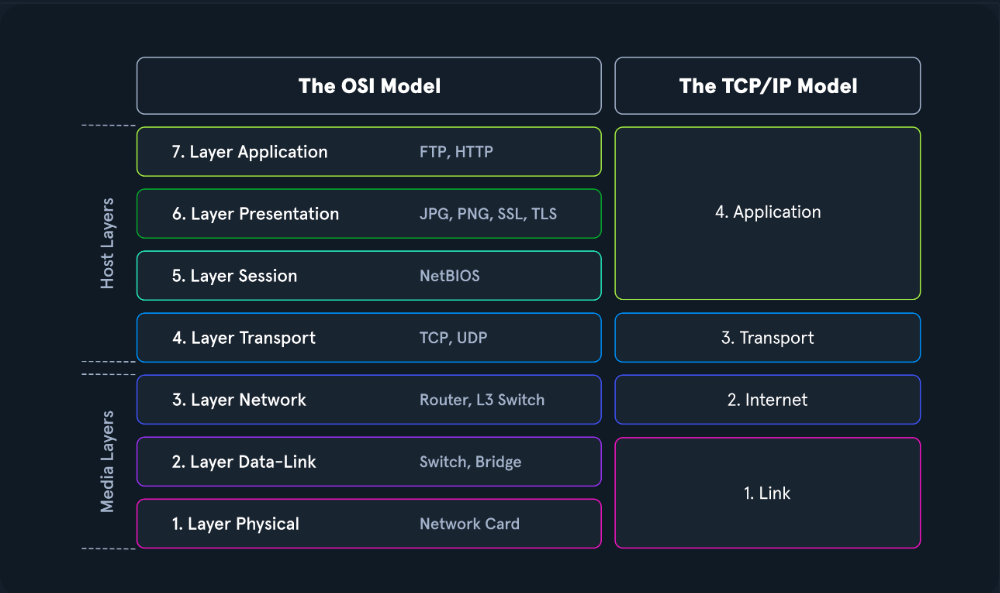 The OSI Model
The TCP/IP Model
Host Layers
7. Layer Application
FTP, HTTP
6. Layer Presentation
JPG, PNG, SSL, TLS
5. Layer Session
NetBIOS
4. Layer Transport
TCP, UDP
4. Application
3. Transport
Media Layers
3. Layer Network
Router, L3 Switch
2. Layer Data-Link
Switch, Bridge
1. Layer Physical
Network Card
2. Internet
1. Link